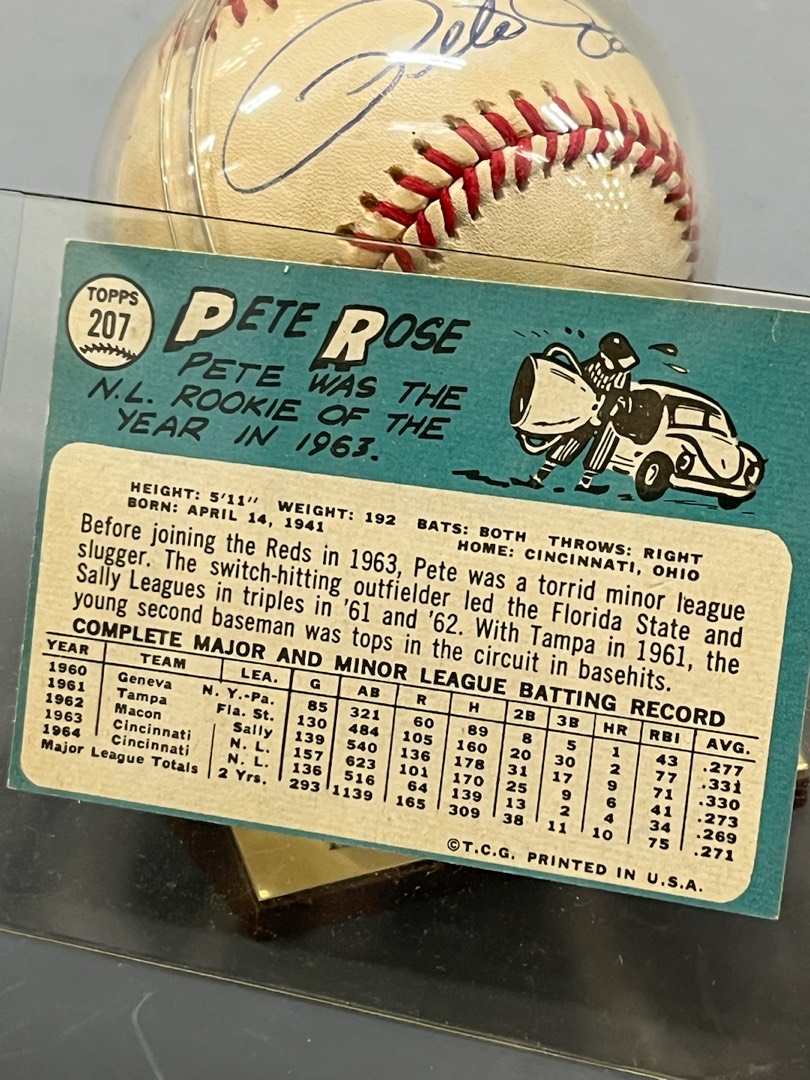 Pete
TOPPS
207
PETE ROSE
PETE WAS THE
N.L. ROOKIE OF THE
YEAR IN 1963.
HEIGHT: 5'11" WEIGHT: 192 BATS: BOTH THROWS: RIGHT
BORN: APRIL 14, 1941 HOME: CINCINNATI, OHIO
Before joining the Reds in 1963, Pete was a torrid minor league
slugger. The switch-hitting outfielder led the Florida State and
Sally Leagues in triples in '61 and '62. With Tampa in 1961, the
young second baseman was tops in the circuit in basehits.
COMPLETE MAJOR AND MINOR LEAGUE BATTING RECORD
YEAR TEAM LEA. G AB R H 2B 3B HR RBI AVG.
1960 Geneva N. Y.-Pa. 85 321 60 89 8 5 1 43 .277
1961 Tampa Fla. St. 130 484 105 160 20 30 2 77 .331
1962 Macon Sally 139 540 136 178 31 17 9 71 .330
1963 Cincinnati N. L. 157 623 101 170 25 9 6 41 .273
1964 Cincinnati N. L. 136 516 64 139 13 2 4 34 .269
Major League Totals 2 Yrs. 293 1139 165 309 38 11 10 75 .271
©T.C.G. PRINTED IN U.S.A.